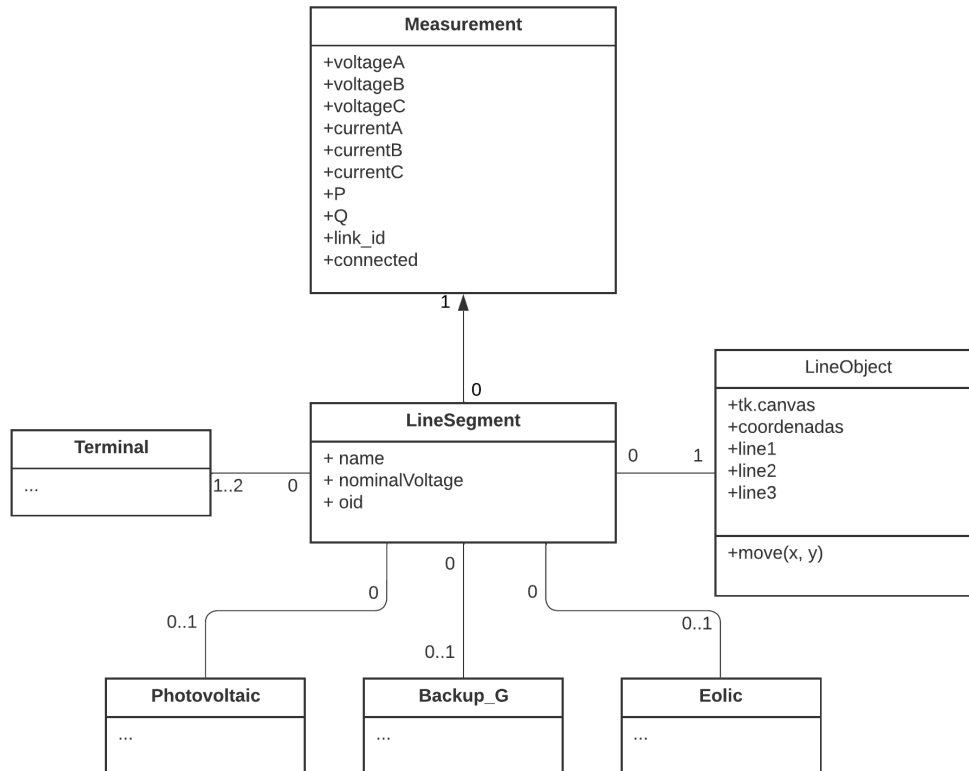 Measurement
+voltageA
+voltageB
+voltageC
+currentA
+currentB
+currentC
+P
+Q
+link_id
+connected
1
0
LineObject
+tk.canvas
+coordenadas
+line1
+line2
+line3
+move(x, y)
LineSegment
+ name
+ nominalVoltage
+ oid
0
1
Terminal
...
1..2
0
0
0
0
0..1
0..1
0..1
Photovoltaic
...
Backup_G
...
Eolic
...